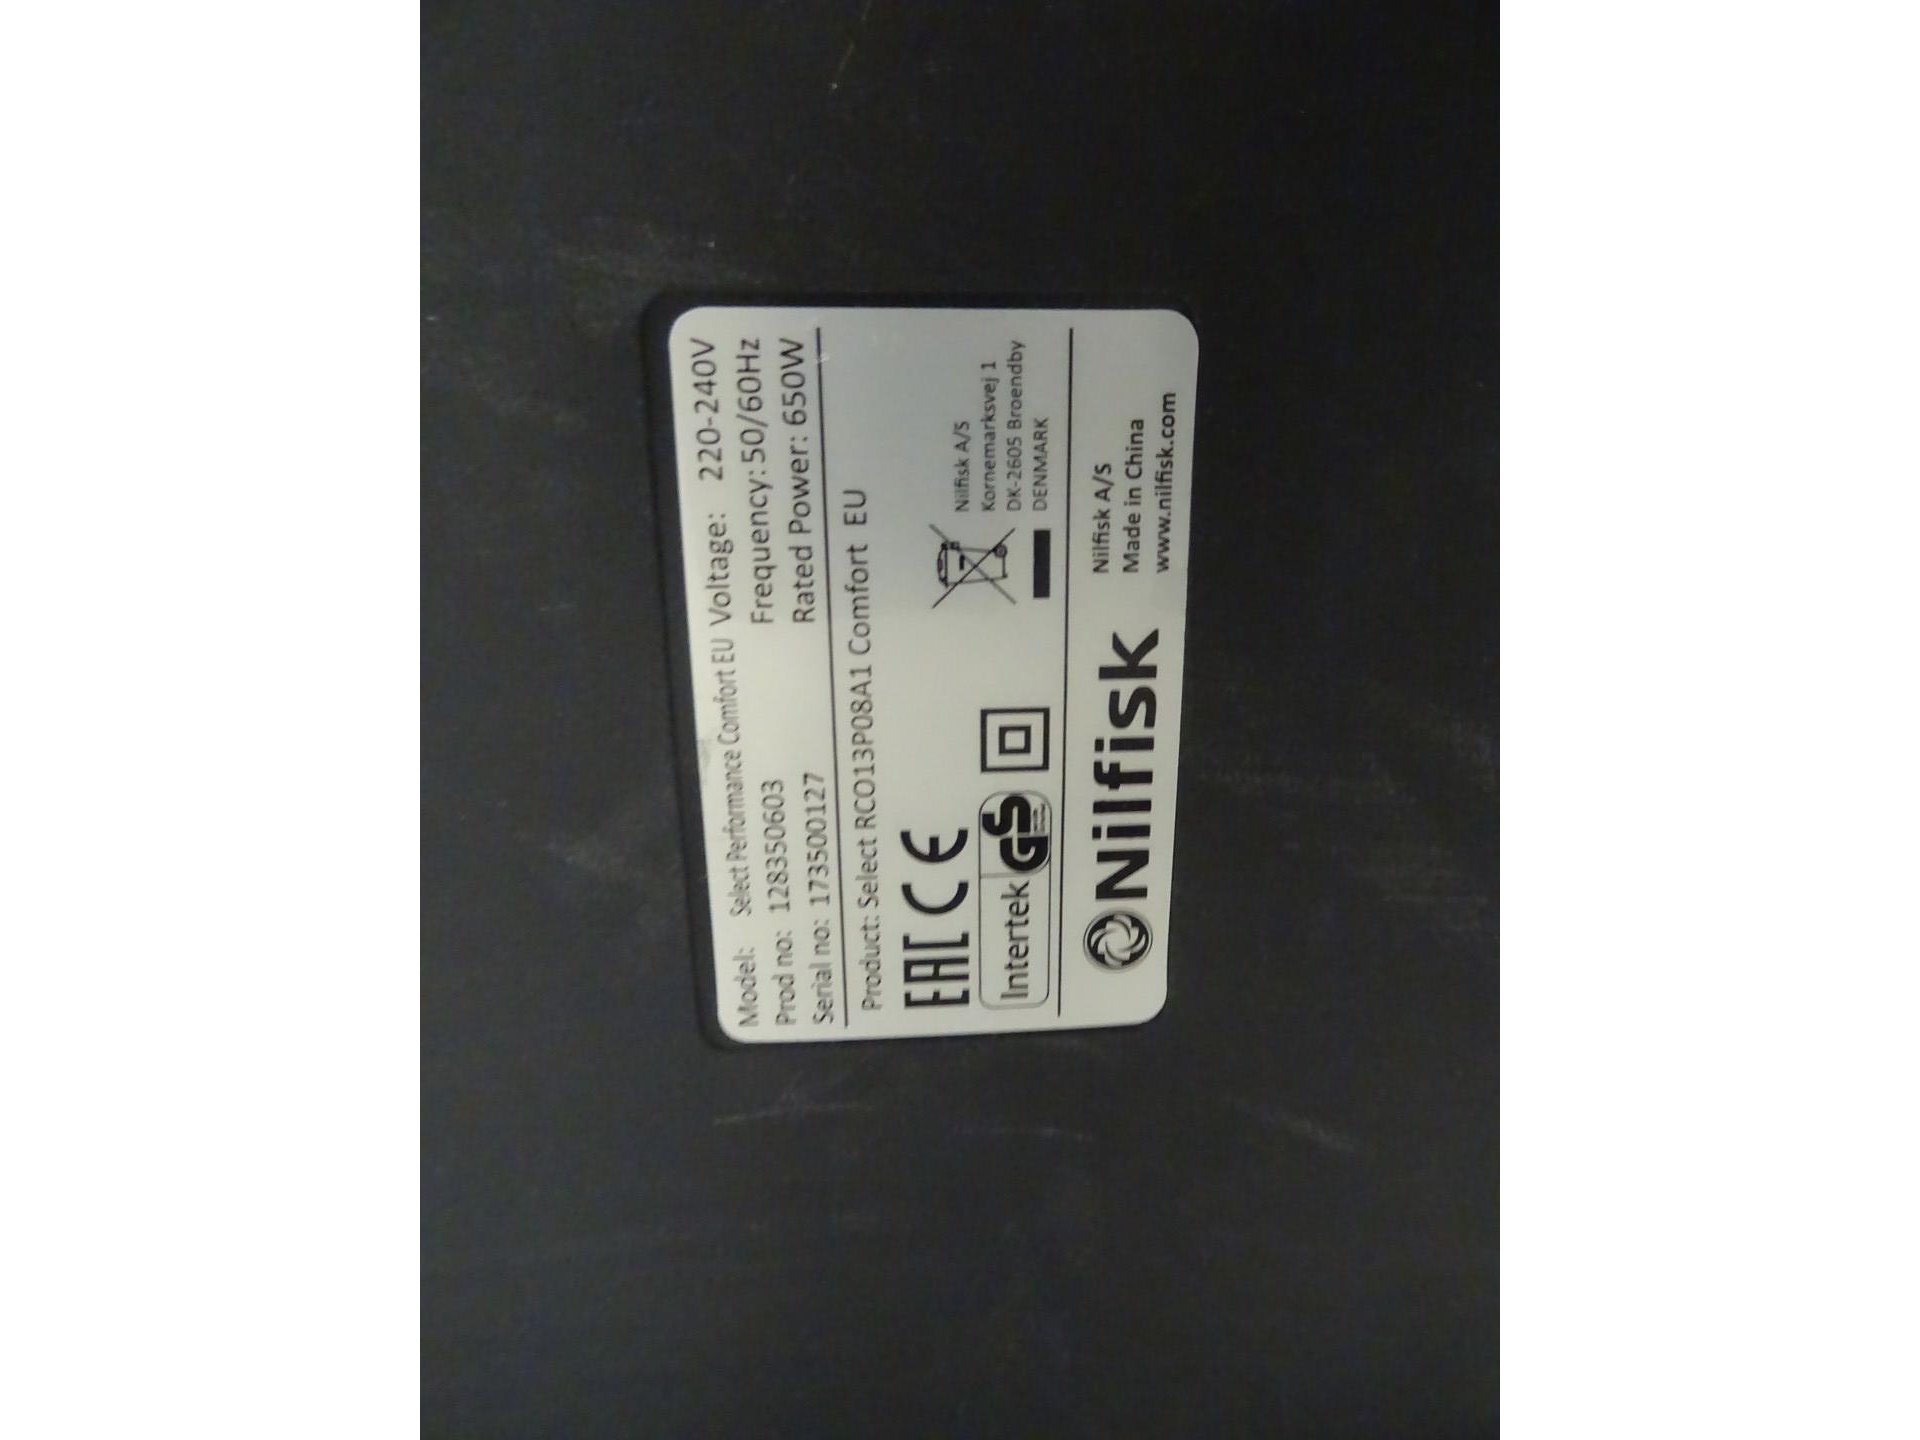 Model: Select Performance Comfort EU Voltage: 220-240V
Prod no: 128350603 Frequency: 50/60Hz
Serial no: 173500127 Rated Power: 650W
Product: Select RCO13P08A1 Comfort EU
EAC CE
Intertek GS
Nilfisk A/S
Kornemarksvej 1
DK-2605 Broendby
DENMARK
Nilfisk
Nilfisk A/S
Made in China
www.nilfisk.com